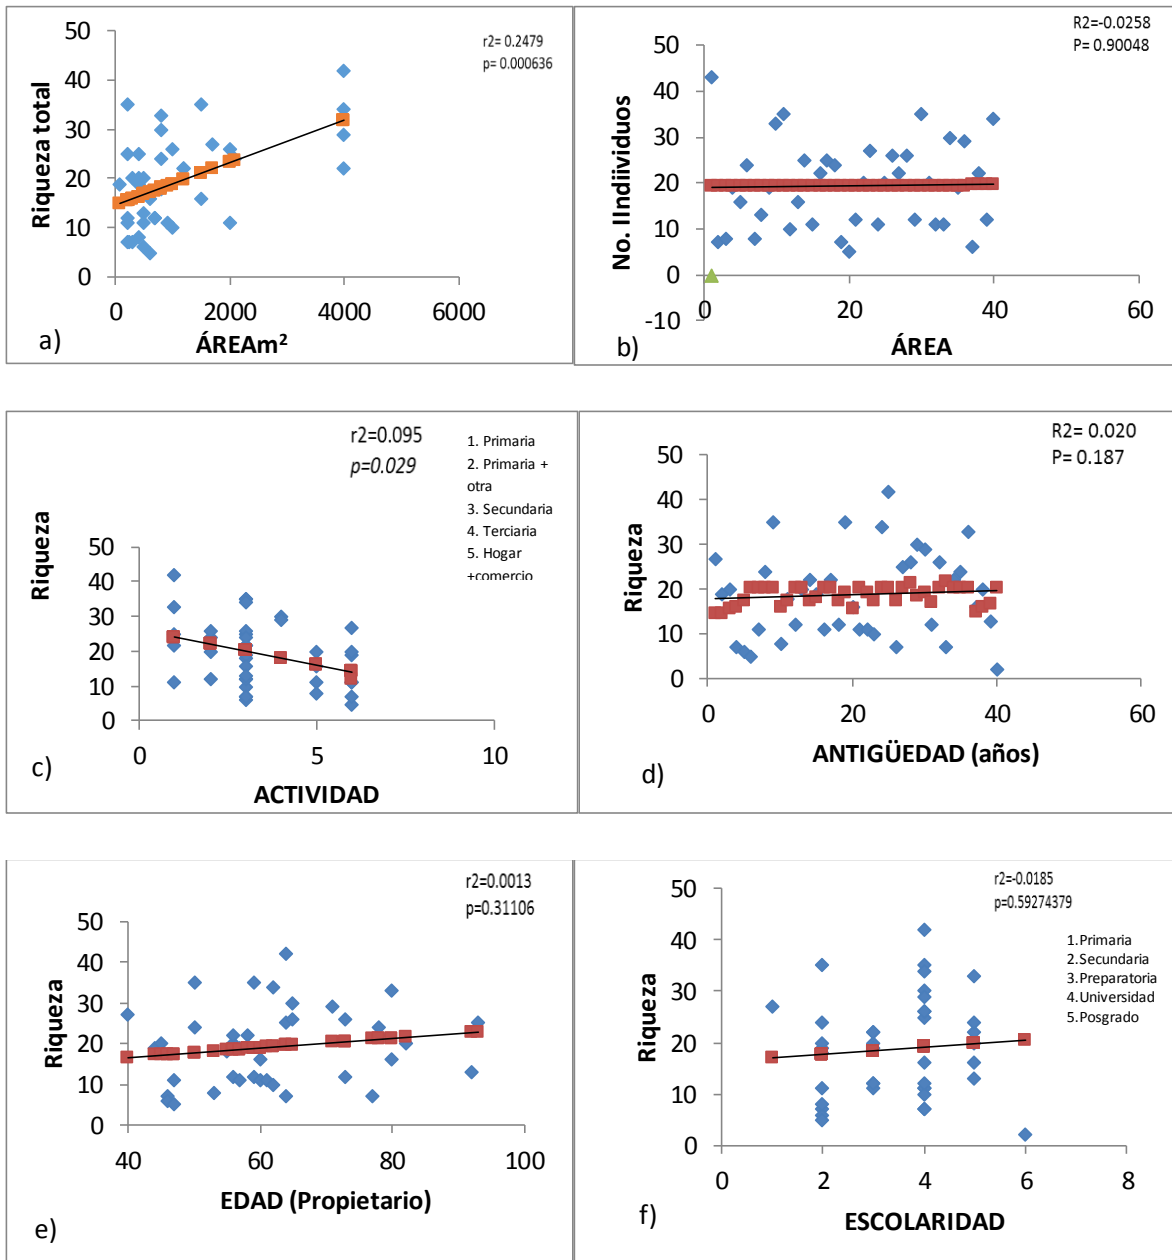 r2= 0.2479
p= 0.000636
50
40
30
20
10
0
Riqueza total
0 2000 4000 6000
a)
ÁREAm²
R2=-0.0258
P= 0.90048
50
40
30
20
10
0
-10
No. IIndiividuos
0 20 40 60
b)
ÁREA
r2=0.095
p=0.029
1. Primaria
2. Primaria +
otra
3. Secundaria
4. Terciaria
5. Hogar
+comercio
50
40
30
20
10
0
Riqueza
0 5 10
c)
ACTIVIDAD
R2= 0.020
P= 0.187
50
40
30
20
10
0
Riqueza
0 20 40 60
d)
ANTIGÜEDAD (años)
r2=0.0013
p=0.31106
50
40
30
20
10
0
Riqueza
40 60 80 100
e)
EDAD (Propietario)
r2=-0.0185
p=0.59274379
1.Primaria
2.Secundaria
3.Preparatoria
4.Universidad
5.Posgrado
50
40
30
20
10
0
Riqueza
0 2 4 6 8
f)
ESCOLARIDAD